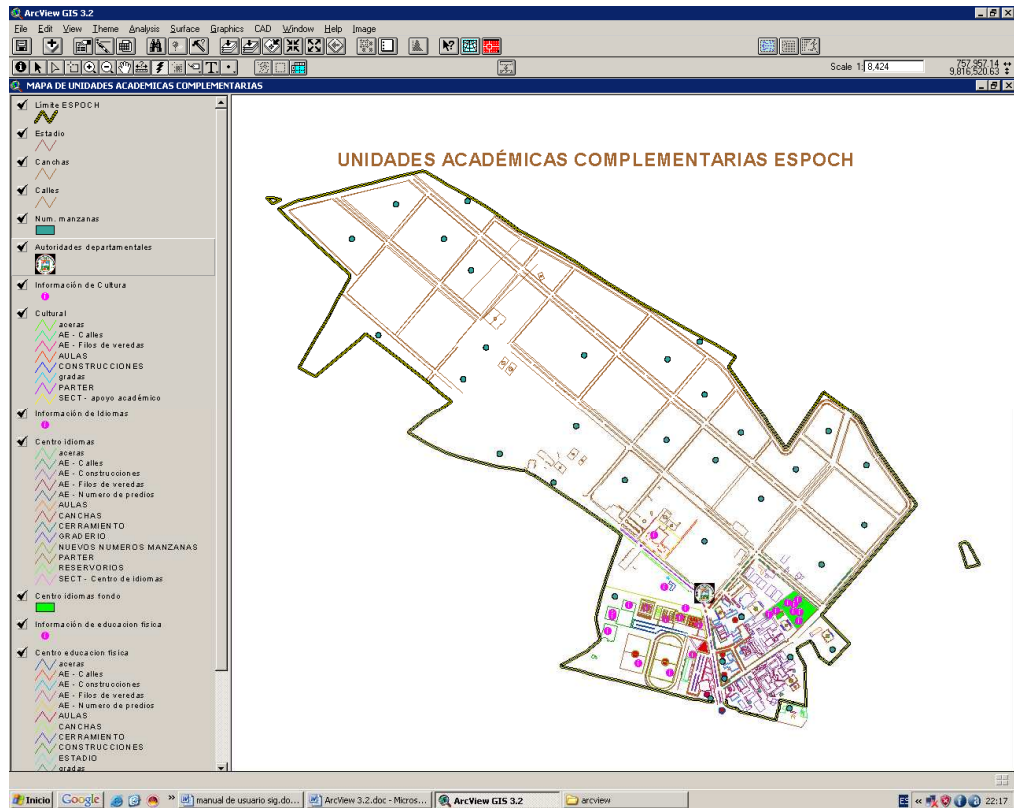 ArcView GIS 3.2
File Edit View Theme Analysis Surface Graphics CAD Window Help Image
Scale 1: 8,424
757,957.14
9,816,520.63
MAPA DE UNIDADES ACADEMICAS COMPLEMENTARIAS
Límite ESPOCH
Estadio
Canchas
Calles
Num. manzanas
Autoridades departamentales
Información de Cultura
Cultural
aceras
AE - Calles
AE - Filos de veredas
AULAS
CONSTRUCCIONES
gradas
PARTER
SECT - apoyo académico
Información de Idiomas
Centro idiomas
aceras
AE - Calles
AE - Construcciones
AE - Filos de veredas
AE - Numero de predios
AULAS
CANCHAS
CERRAMIENTO
GRADERIO
NUEVOS NUMEROS MANZANAS
PARTER
RESERVORIOS
SECT - Centro de idiomas
Centro idiomas fondo
Información de educacion fisica
Centro educacion fisica
aceras
AE - Calles
AE - Construcciones
AE - Filos de veredas
AE - Numero de predios
AULAS
CANCHAS
CERRAMIENTO
CONSTRUCCIONES
ESTADIO
gradas
UNIDADES ACADÉMICAS COMPLEMENTARIAS ESPOCH
Inicio Google » manual de usuario sig.do... ArcView 3.2.doc - Micros... ArcView GIS 3.2 arcview ES « 22:17